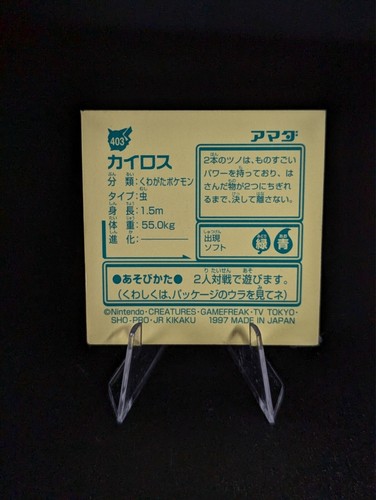 403
アマダ
カイロス
分類:くわがたポケモン
タイプ:虫
身長:1.5m
体重:55.0kg
進化:————
2本のツノは、ものすごい
パワーを持っており、は
さんだ物が2つにちぎれ
るまで、決して離さない。
出現
ソフト
緑 青
●あそびかた● 2人対戦で遊びます。
(くわしくは、パッケージのウラを見てネ)
©Nintendo·CREATURES·GAMEFREAK·TV TOKYO·
SHO-PRO·JR KIKAKU 1997 MADE IN JAPAN